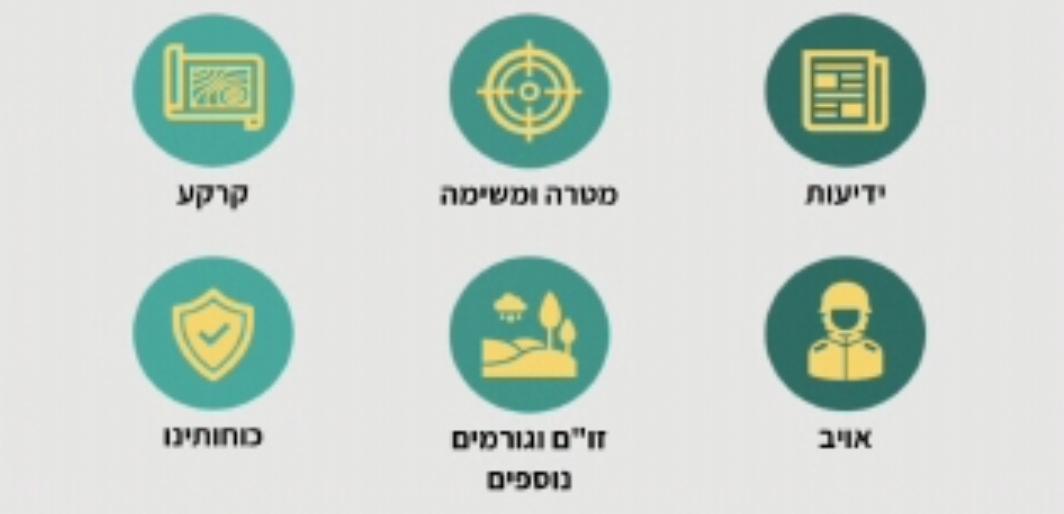 ידיעות
מטרה ומשימה
קרקע
אויב
זו"ם וגורמים
נוספים
כוחותינו